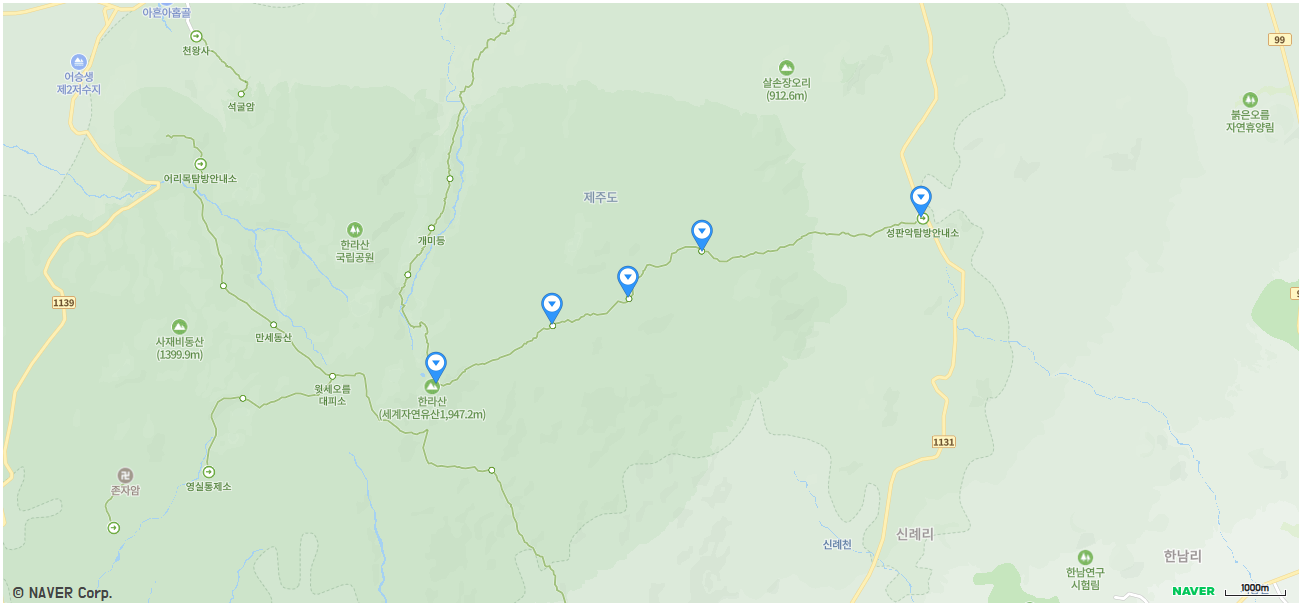 아흔아홉골
천왕사
99
어승생
제2저수지
살손장오리
(912.6m)
석굴암
붉은오름
자연휴양림
어리목탐방안내소
제주도
개미등
성판악탐방안내소
한라산
국립공원
1139
사재비동산
(1399.9m)
만세동산
윗세오름
대피소
한라산
(세계자연유산1,947.2m)
1131
존자암
영실통제소
신례리
신례천
한남리
한남연구
시험림
© NAVER Corp.
NAVER
1000m